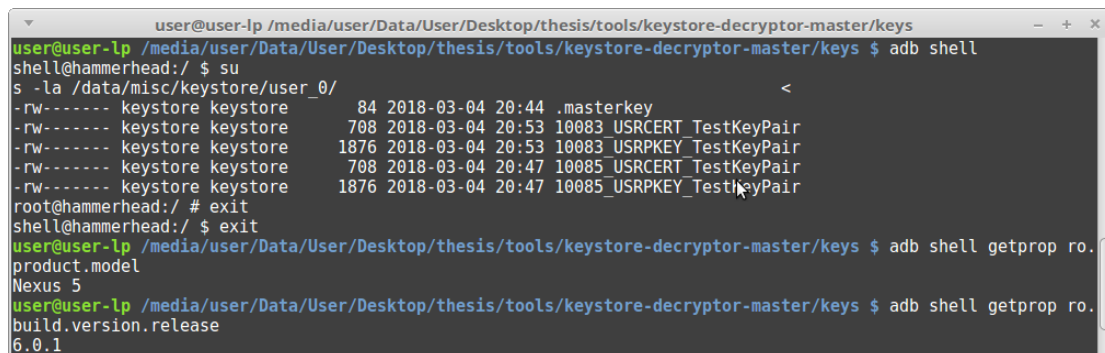 user@user-lp /media/user/Data/User/Desktop/thesis/tools/keystore-decryptor-master/keys
user@user-lp /media/user/Data/User/Desktop/thesis/tools/keystore-decryptor-master/keys $ adb shell
shell@hammerhead:/ $ su
s -la /data/misc/keystore/user_0/ <
-rw------- keystore keystore 84 2018-03-04 20:44 .masterkey
-rw------- keystore keystore 708 2018-03-04 20:53 10083_USRCERT_TestKeyPair
-rw------- keystore keystore 1876 2018-03-04 20:53 10083_USRPKEY_TestKeyPair
-rw------- keystore keystore 708 2018-03-04 20:47 10085_USRCERT_TestKeyPair
-rw------- keystore keystore 1876 2018-03-04 20:47 10085_USRPKEY_TestKeyPair
root@hammerhead:/ # exit
shell@hammerhead:/ $ exit
user@user-lp /media/user/Data/User/Desktop/thesis/tools/keystore-decryptor-master/keys $ adb shell getprop ro.
product.model
Nexus 5
user@user-lp /media/user/Data/User/Desktop/thesis/tools/keystore-decryptor-master/keys $ adb shell getprop ro.
build.version.release
6.0.1